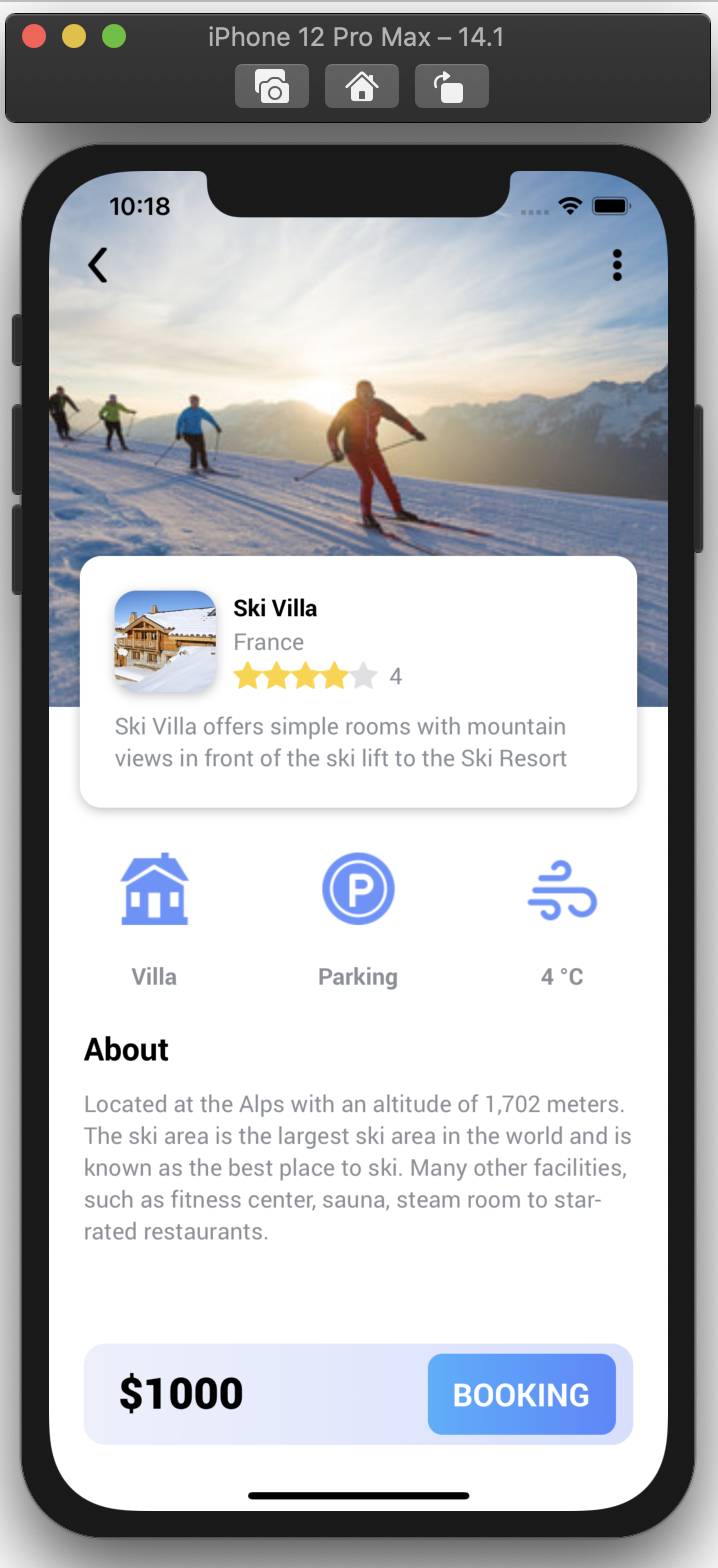 iPhone 12 Pro Max – 14.1
10:18
Ski Villa
France
4
Ski Villa offers simple rooms with mountain
views in front of the ski lift to the Ski Resort
P
Villa
Parking
4 °C
About
Located at the Alps with an altitude of 1,702 meters.
The ski area is the largest ski area in the world and is
known as the best place to ski. Many other facilities,
such as fitness center, sauna, steam room to star-
rated restaurants.
$1000
BOOKING